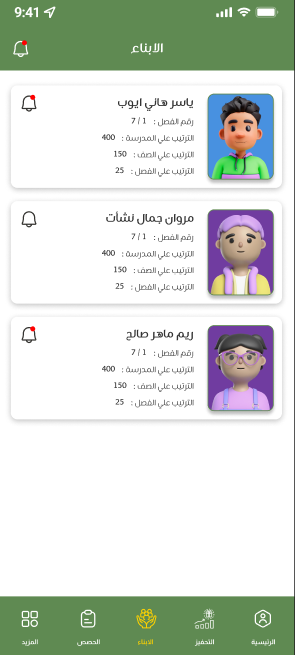 9:41
الابناء
ياسر هاني ايوب
رقم الفصل : 1 / 7
الترتيب علي المدرسة : 400
الترتيب علي الصف : 150
الترتيب علي الفصل : 25
مروان جمال نشأت
رقم الفصل : 1 / 7
الترتيب علي المدرسة : 400
الترتيب علي الصف : 150
الترتيب علي الفصل : 25
ريم ماهر صالح
رقم الفصل : 1 / 7
الترتيب علي المدرسة : 400
الترتيب علي الصف : 150
الترتيب علي الفصل : 25
الرئيسية
التحفيز
الابناء
الحصص
المزيد